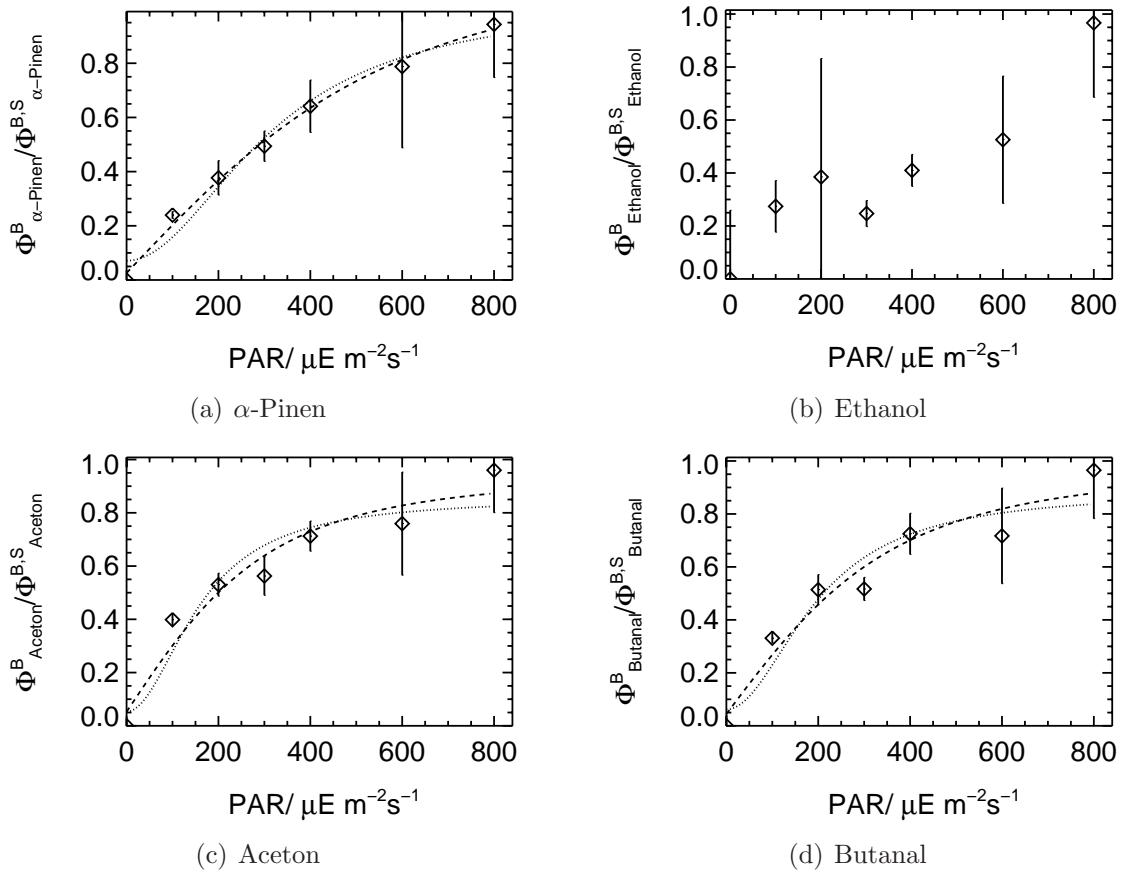 Φ^B_α−Pinen/Φ^B,S_α−Pinen
0.8
0.6
0.4
0.2
0.0
0 200 400 600 800
PAR/ μE m⁻²s⁻¹
(a) α-Pinen
Φ^B_Ethanol/Φ^B,S_Ethanol
1.0
0.8
0.6
0.4
0.2
0.0
0 200 400 600 800
PAR/ μE m⁻²s⁻¹
(b) Ethanol
Φ^B_Aceton/Φ^B,S_Aceton
1.0
0.8
0.6
0.4
0.2
0.0
0 200 400 600 800
PAR/ μE m⁻²s⁻¹
(c) Aceton
Φ^B_Butanal/Φ^B,S_Butanal
1.0
0.8
0.6
0.4
0.2
0.0
0 200 400 600 800
PAR/ μE m⁻²s⁻¹
(d) Butanal